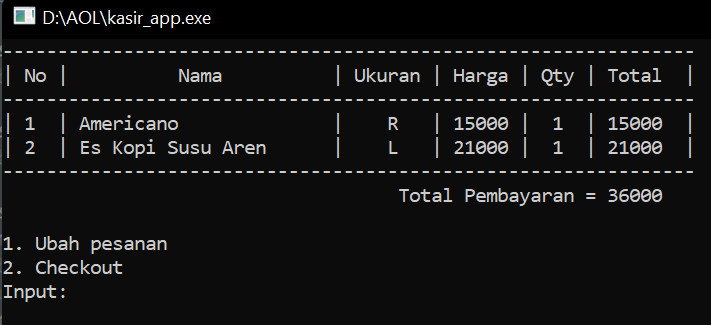 D:\AOL\kasir_app.exe
---------------------------------------------------------------
| No |          Nama          | Ukuran | Harga | Qty | Total  |
---------------------------------------------------------------
| 1  | Americano              |    R   | 15000 |  1  | 15000  |
| 2  | Es Kopi Susu Aren      |    L   | 21000 |  1  | 21000  |
---------------------------------------------------------------
                                    Total Pembayaran = 36000
1. Ubah pesanan
2. Checkout
Input: